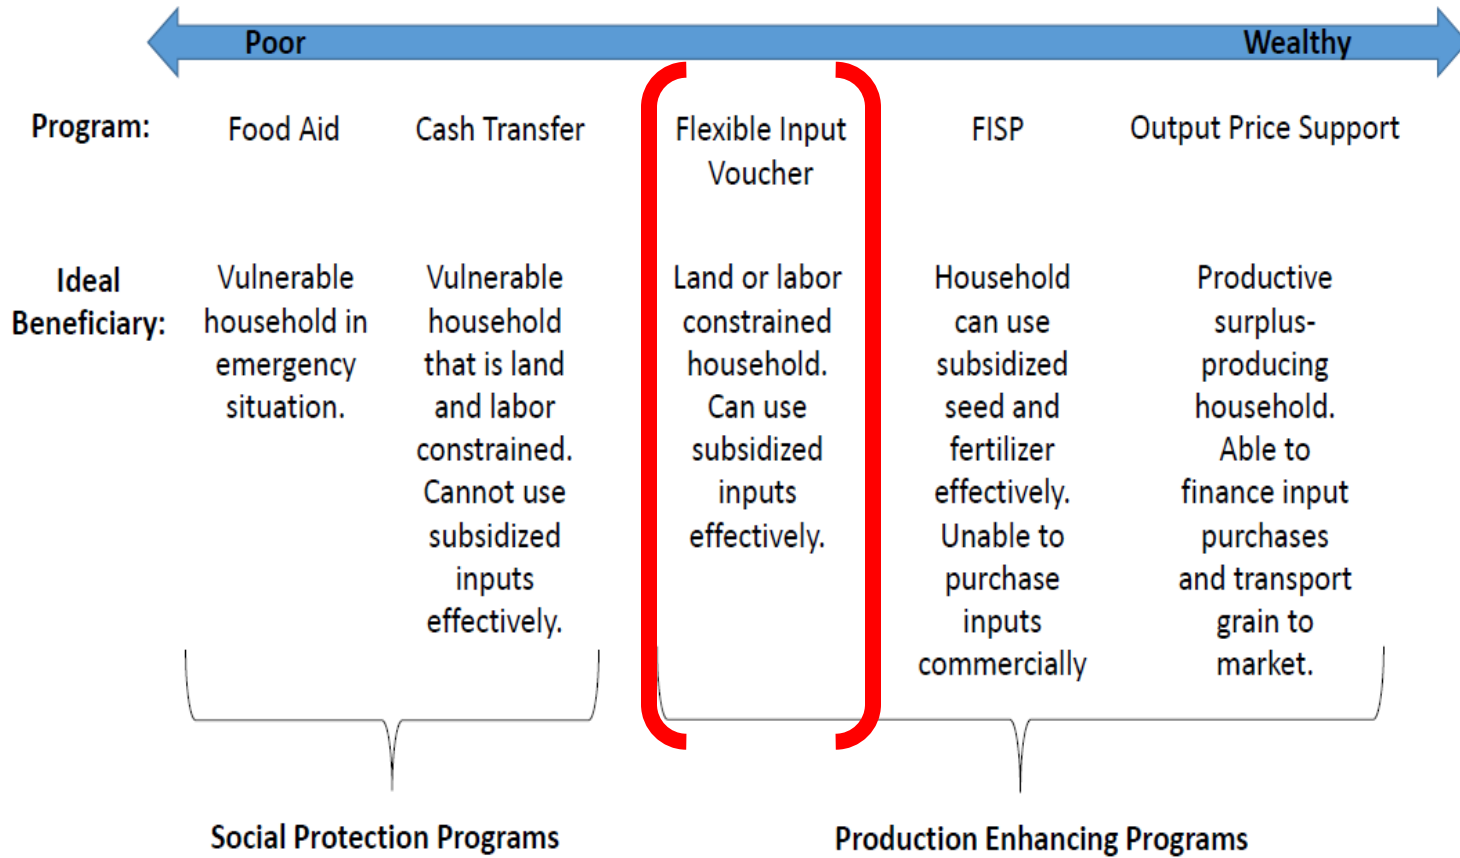 Poor
Wealthy
Program:
Food Aid
Cash Transfer
Flexible Input
Voucher
FISP
Output Price Support
Ideal
Beneficiary:
Vulnerable
household in
emergency
situation.
Vulnerable
household
that is land
and labor
constrained.
Cannot use
subsidized
inputs
effectively.
Land or labor
constrained
household.
Can use
subsidized
inputs
effectively.
Household
can use
subsidized
seed and
fertilizer
effectively.
Unable to
purchase
inputs
commercially
Productive
surplus-
producing
household.
Able to
finance input
purchases
and transport
grain to
market.
Social Protection Programs
Production Enhancing Programs